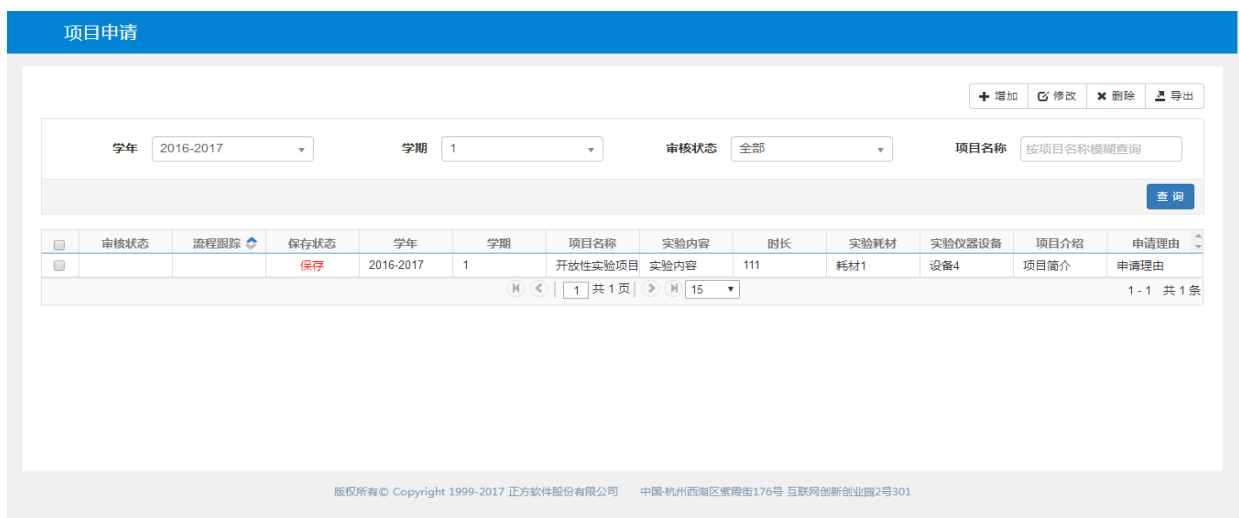 项目申请
增加 修改 删除 导出
学年 2016-2017 学期 1 审核状态 全部 项目名称 按项目名称模糊查询
查 询
审核状态 流程跟踪 保存状态 学年 学期 项目名称 实验内容 时长 实验耗材 实验仪器设备 项目介绍 申请理由
保存 2016-2017 1 开放性实验项目 实验内容 111 耗材1 设备4 项目简介 申请理由
1 共 1 页 15 1 - 1 共 1 条
版权所有© Copyright 1999-2017 正方软件股份有限公司 中国·杭州西湖区紫霞街176号 互联网创新创业园2号301